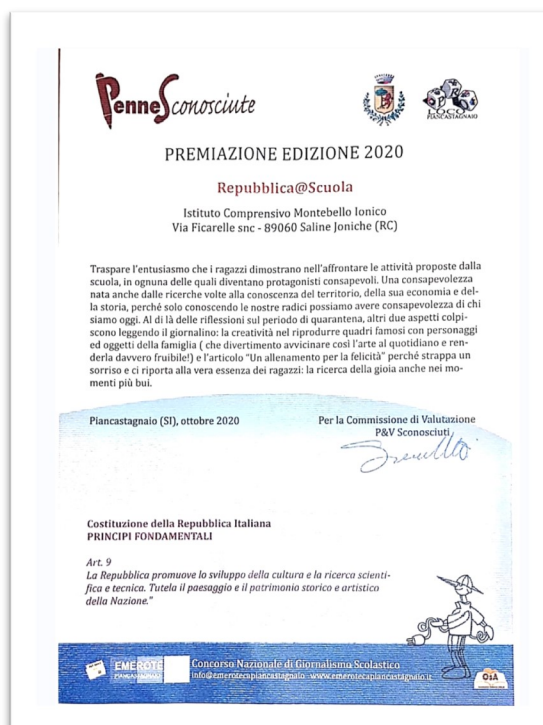 Penne Sconosciute
PRO
LOCO
PIANCASTAGNAIO
PREMIAZIONE EDIZIONE 2020
Repubblica@Scuola
Istituto Comprensivo Montebello Ionico
Via Ficarelle snc - 89060 Saline Joniche (RC)
Traspare l'entusiasmo che i ragazzi dimostrano nell'affrontare le attività proposte dalla
scuola, in ognuna delle quali diventano protagonisti consapevoli. Una consapevolezza
nata anche dalle ricerche volte alla conoscenza del territorio, della sua economia e del-
la storia, perché solo conoscendo le nostre radici possiamo avere consapevolezza di chi
siamo oggi. Al di là delle riflessioni sul periodo di quarantena, altri due aspetti colpi-
scono leggendo il giornalino: la creatività nel riprodurre quadri famosi con personaggi
ed oggetti della famiglia ( che divertimento avvicinare così l'arte al quotidiano e ren-
derla davvero fruibile!) e l'articolo "Un allenamento per la felicità" perché strappa un
sorriso e ci riporta alla vera essenza dei ragazzi: la ricerca della gioia anche nei mo-
menti più bui.
Piancastagnaio (SI), ottobre 2020
Per la Commissione di Valutazione
P&V Sconosciuti
Costituzione della Repubblica Italiana
PRINCIPI FONDAMENTALI
Art. 9
La Repubblica promuove lo sviluppo della cultura e la ricerca scienti-
fica e tecnica. Tutela il paesaggio e il patrimonio storico e artistico
della Nazione."
EMEROTE
PIANCASTAGNAIO
Concorso Nazionale di Giornalismo Scolastico
info@emerotecapiancastagnaio www.emerotecapiancastagnaio.it
OSA